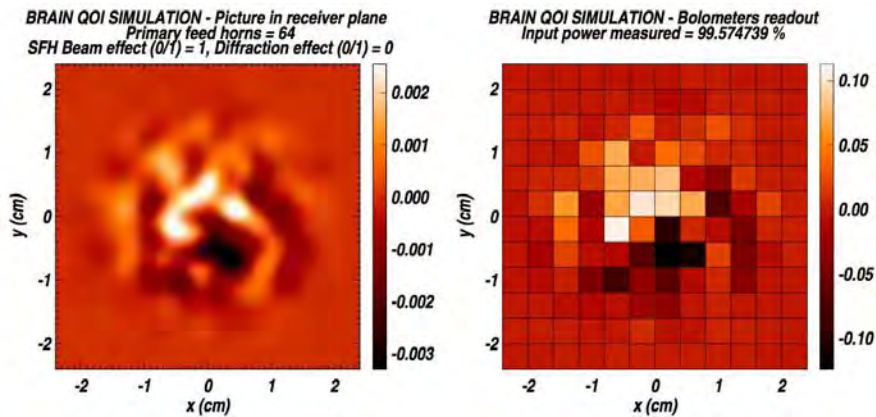 BRAIN QOI SIMULATION - Picture in receiver plane
Primary feed horns = 64
SFH Beam effect (0/1) = 1, Diffraction effect (0/1) = 0
2
1
0
-1
-2
y (cm)
-2 -1 0 1 2
x (cm)
0.002
0.001
0.000
-0.001
-0.002
-0.003
BRAIN QOI SIMULATION - Bolometers readout
Input power measured = 99.574739 %
2
1
0
-1
-2
y (cm)
-2 -1 0 1 2
x (cm)
0.10
0.05
0.00
-0.05
-0.10